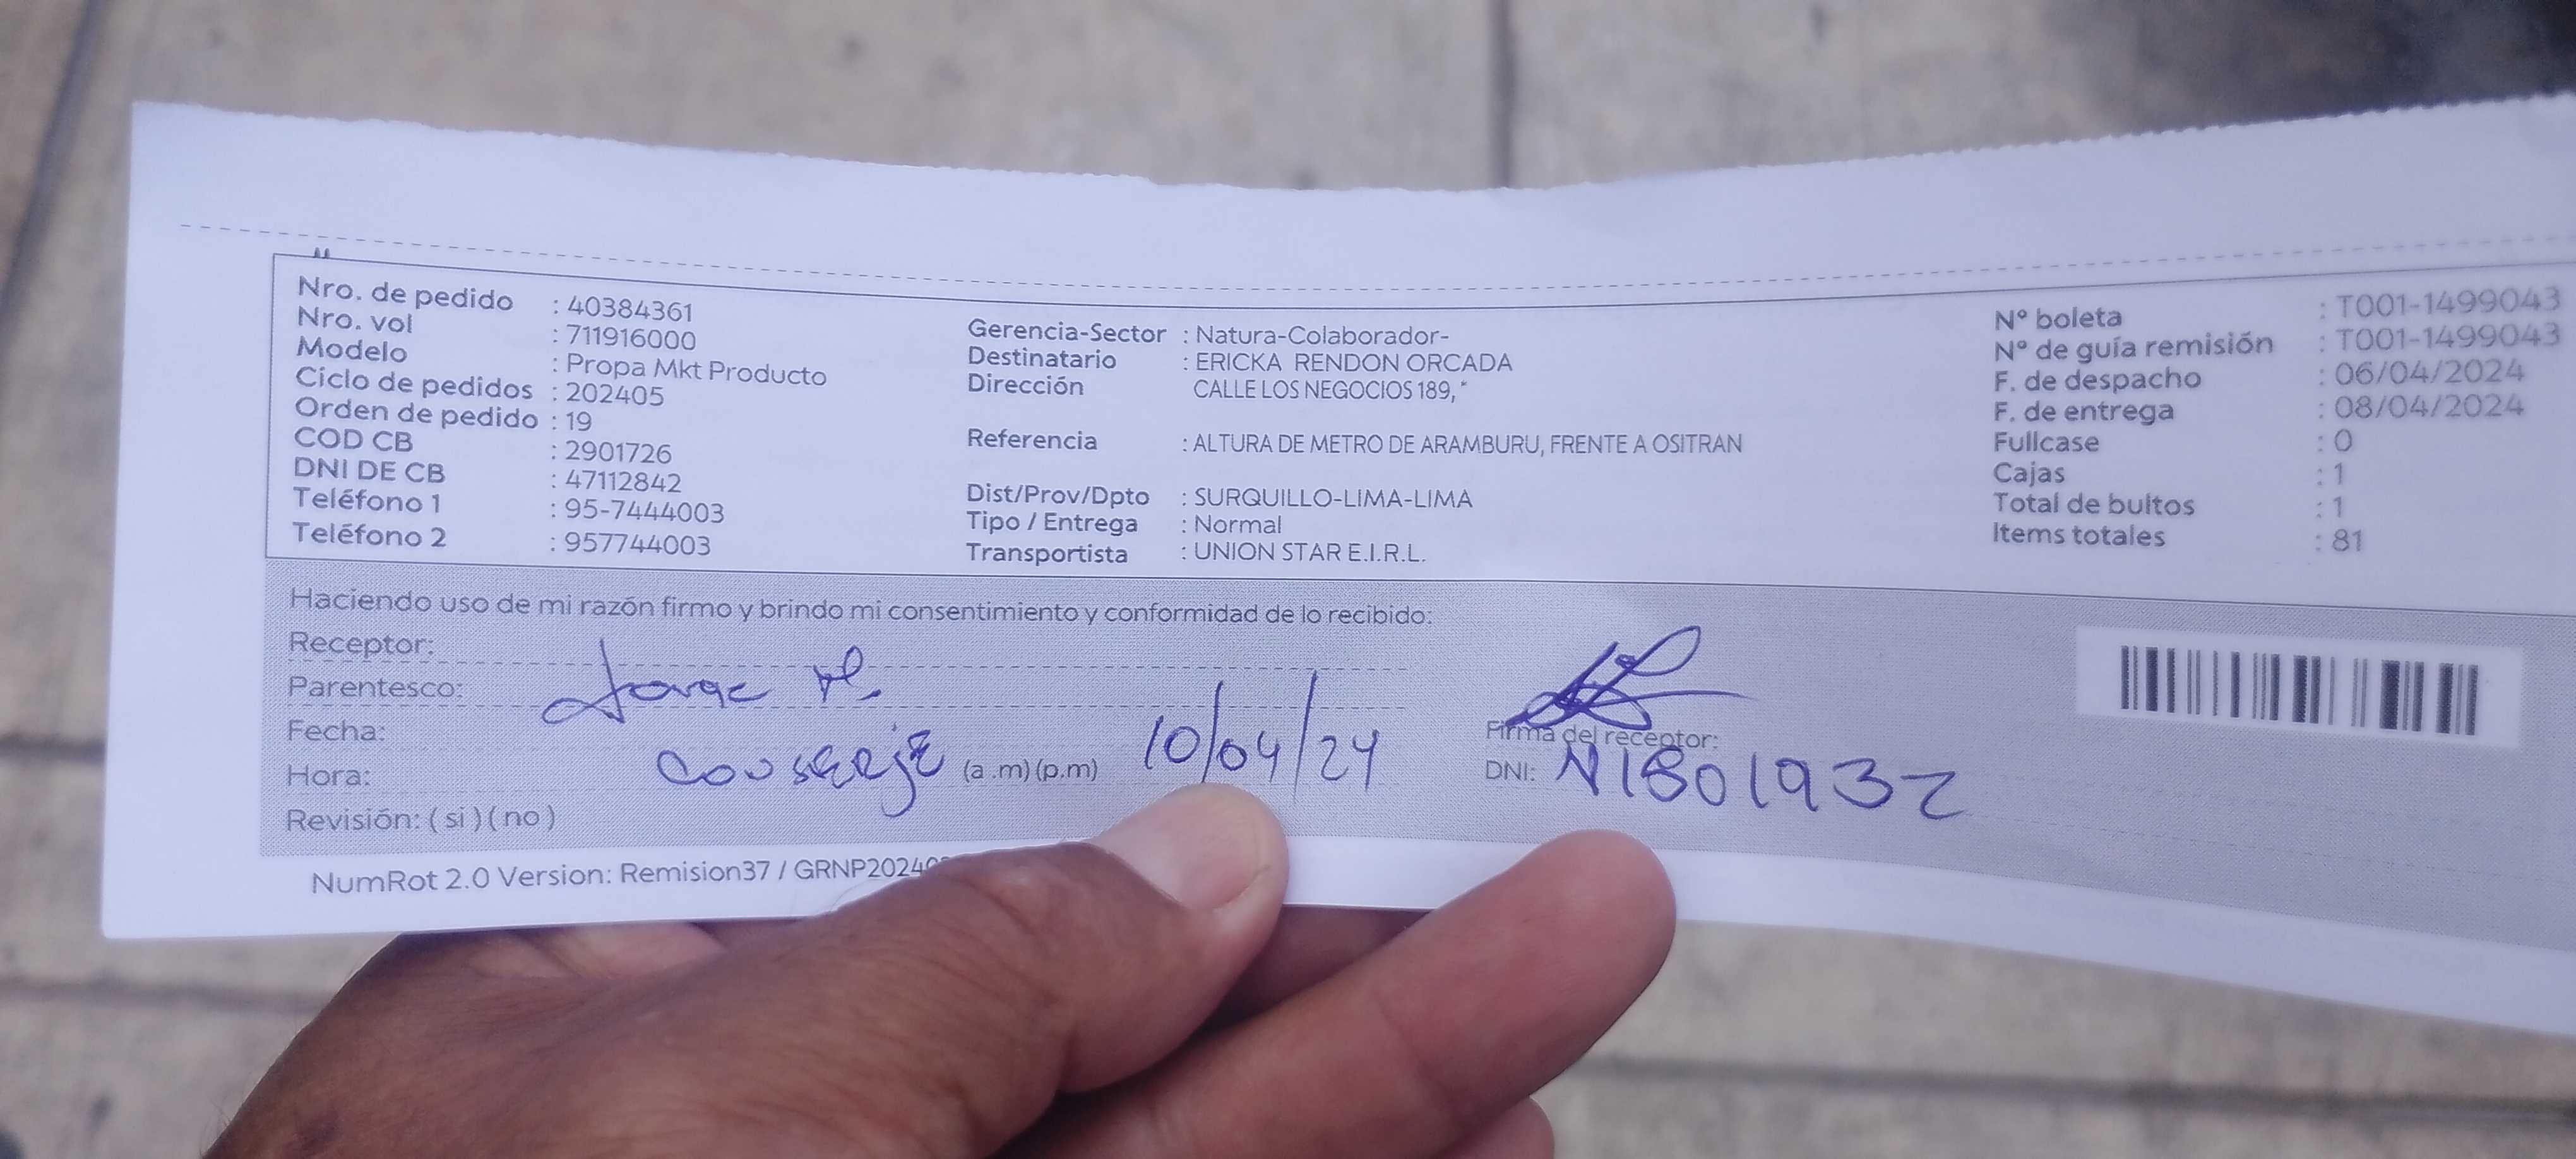 Nro. de pedido : 40384361
Nro. vol : 711916000
Modelo : Propa Mkt Producto
Ciclo de pedidos : 202405
Orden de pedido : 19
COD CB : 2901726
DNI DE CB : 47112842
Teléfono 1 : 95-7444003
Teléfono 2 : 957744003
Gerencia-Sector : Natura-Colaborador-
Destinatario : ERICKA RENDON ORCADA
Dirección CALLE LOS NEGOCIOS 189, *
Referencia : ALTURA DE METRO DE ARAMBURU, FRENTE A OSITRAN
Dist/Prov/Dpto : SURQUILLO-LIMA-LIMA
Tipo / Entrega : Normal
Transportista : UNION STAR E.I.R.L.
N° boleta : T001-1499043
N° de guía remisión : T001-1499043
F. de despacho : 06/04/2024
F. de entrega : 08/04/2024
Fullcase : 0
Cajas : 1
Total de bultos : 1
Items totales : 81
Haciendo uso de mi razón firmo y brindo mi consentimiento y conformidad de lo recibido:
Receptor:
Parentesco: Jorge M.
Fecha:
Hora: Conserje (a .m) (p.m) 10/04/24
Revisión: ( si ) ( no )
Firma del receptor:
DNI: N1801932
NumRot 2.0 Version: Remision37 / GRNP2024